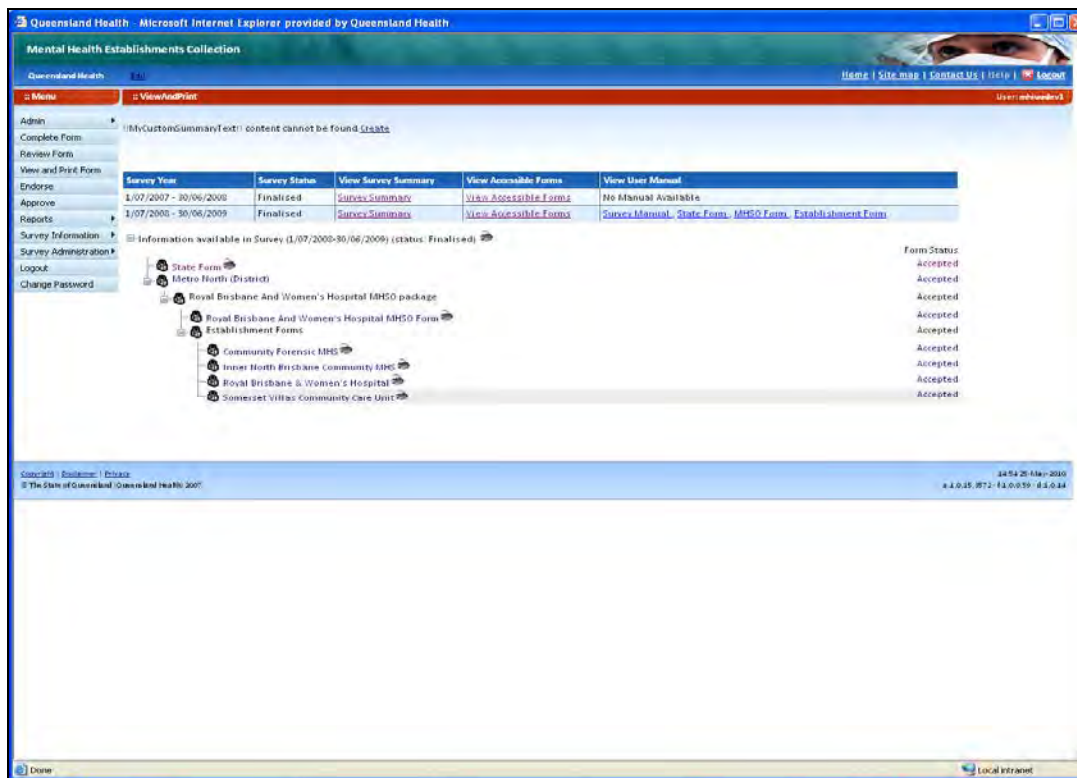 Queensland Health - Microsoft Internet Explorer provided by Queensland Health
Mental Health Establishments Collection
Queensland Health Exit Home | Site map | Contact Us | Help | Logout
:: Menu :: ViewAndPrint User:
Admin
!!MyCustomSummaryText!! content cannot be found Create
Complete Form
Review Form
View and Print Form
Endorse
Approve
Reports
Survey Information
Survey Administration
Logout
Change Password
Survey Year Survey Status View Survey Summary View Accessible Forms View User Manual
1/07/2007 - 30/06/2008 Finalised Survey Summary View Accessible Forms No Manual Available
1/07/2008 - 30/06/2009 Finalised Survey Summary View Accessible Forms Survey Manual , State Form , MHSO Form , Establishment Form
Information available in Survey (1/07/2008-30/06/2009) (status: Finalised)
Form Status
State Form Accepted
Metro North (District) Accepted
Royal Brisbane And Women's Hospital MHSO package Accepted
Royal Brisbane And Women's Hospital MHSO Form Accepted
Establishment Forms Accepted
Community Forensic MHS Accepted
Inner North Brisbane Community MHS Accepted
Royal Brisbane & Women's Hospital Accepted
Somerset Villas Community Care Unit Accepted
Copyright | Disclaimer | Privacy 14:54 25-May-2010
© The State of Queensland (Queensland Health) 2007
Done Local intranet